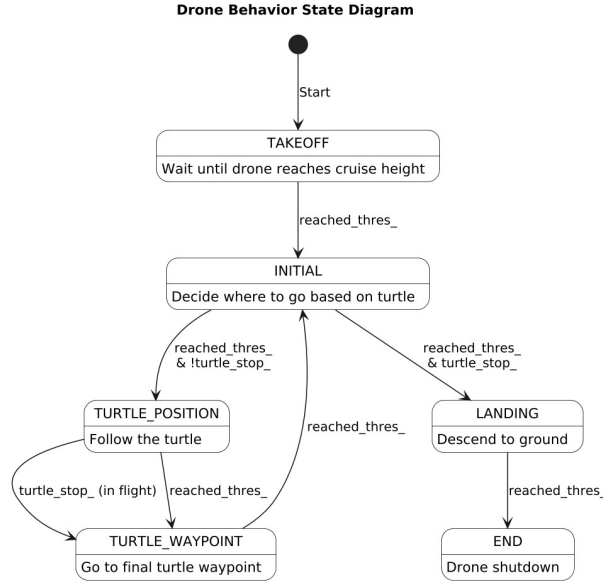 Drone Behavior State Diagram
Start
TAKEOFF
Wait until drone reaches cruise height
reached_thres_
INITIAL
Decide where to go based on turtle
reached_thres_
& !turtle_stop_
reached_thres_
& turtle_stop_
TURTLE_POSITION
Follow the turtle
reached_thres_
LANDING
Descend to ground
turtle_stop_ (in flight)
reached_thres_
reached_thres_
TURTLE_WAYPOINT
Go to final turtle waypoint
END
Drone shutdown